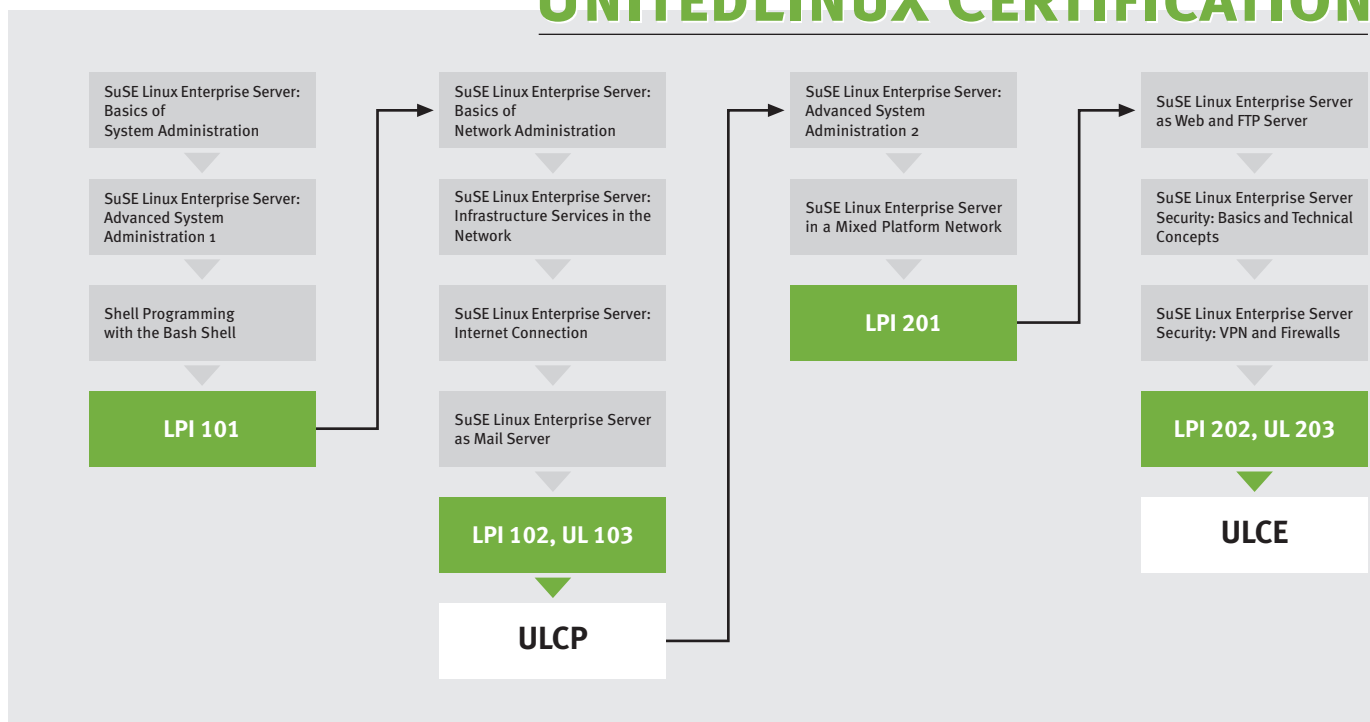 UNITEDLINUX CERTIFICATION
SuSE Linux Enterprise Server:
Basics of
System Administration
SuSE Linux Enterprise Server:
Advanced System
Administration 1
Shell Programming
with the Bash Shell
LPI 101
SuSE Linux Enterprise Server:
Basics of
Network Administration
SuSE Linux Enterprise Server:
Infrastructure Services in the
Network
SuSE Linux Enterprise Server:
Internet Connection
SuSE Linux Enterprise Server
as Mail Server
LPI 102, UL 103
ULCP
SuSE Linux Enterprise Server:
Advanced System
Administration 2
SuSE Linux Enterprise Server
in a Mixed Platform Network
LPI 201
SuSE Linux Enterprise Server
as Web and FTP Server
SuSE Linux Enterprise Server
Security: Basics and Technical
Concepts
SuSE Linux Enterprise Server
Security: VPN and Firewalls
LPI 202, UL 203
ULCE